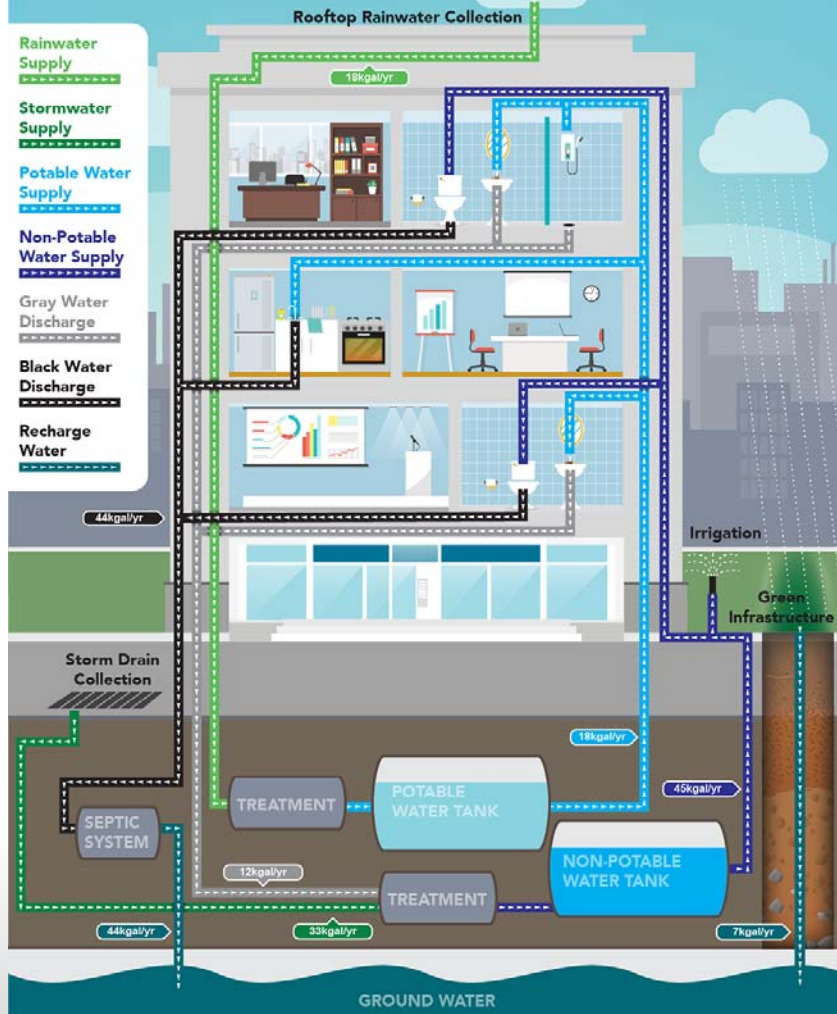 Rooftop Rainwater Collection
Rainwater
Supply
18kgal/yr
Stormwater
Supply
Potable Water
Supply
Non-Potable
Water Supply
Gray Water
Discharge
Black Water
Discharge
Recharge
Water
44kgal/yr
Irrigation
Green
Infrastructure
Storm Drain
Collection
18kgal/yr
TREATMENT
POTABLE
WATER TANK
45kgal/yr
SEPTIC
SYSTEM
NON-POTABLE
WATER TANK
12kgal/yr
TREATMENT
44kgal/yr
33kgal/yr
7kgal/yr
GROUND WATER